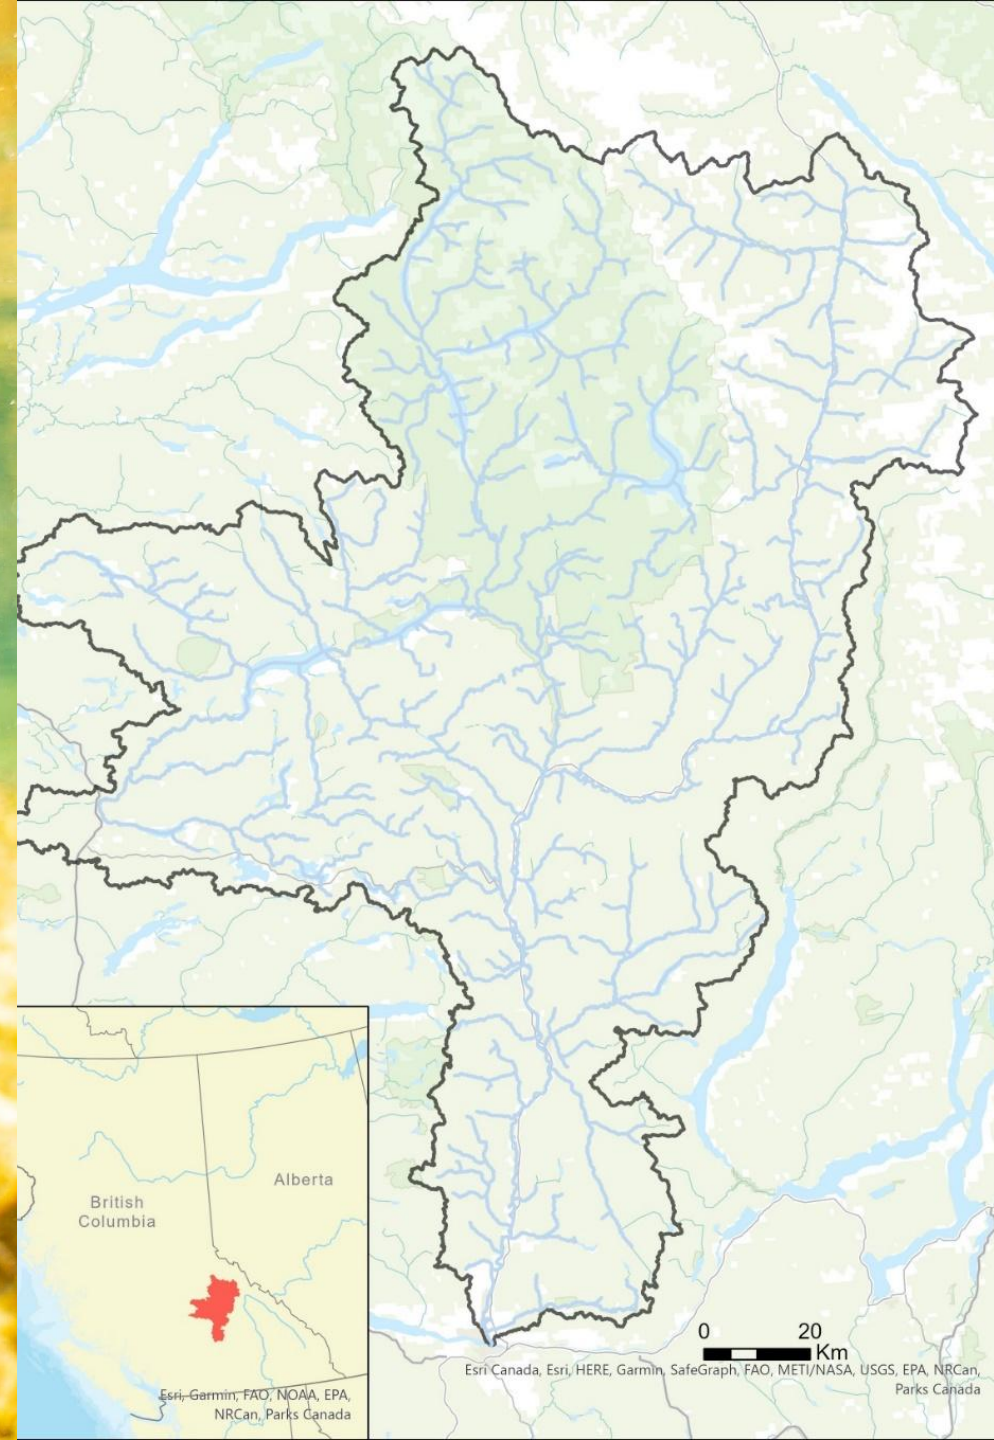 British
Columbia
Alberta
Esri, Garmin, FAO, NOAA, EPA,
NRCan, Parks Canada
0 20
Km
Esri Canada, Esri, HERE, Garmin, SafeGraph, FAO, METI/NASA, USGS, EPA, NRCan,
Parks Canada